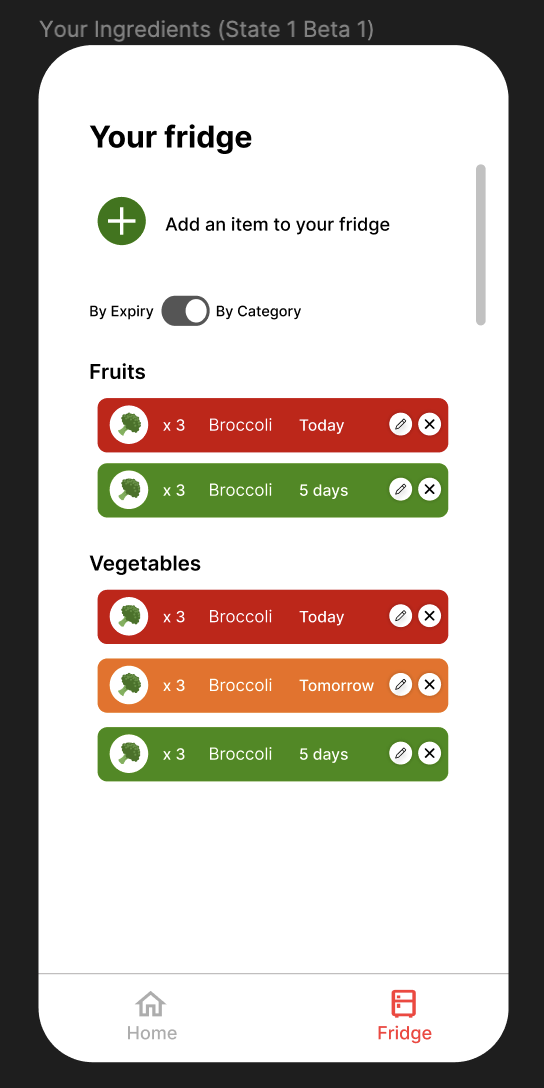 Your Ingredients (State 1 Beta 1)
Your fridge
Add an item to your fridge
By Expiry By Category
Fruits
x 3 Broccoli Today
x 3 Broccoli 5 days
Vegetables
x 3 Broccoli Today
x 3 Broccoli Tomorrow
x 3 Broccoli 5 days
Home Fridge